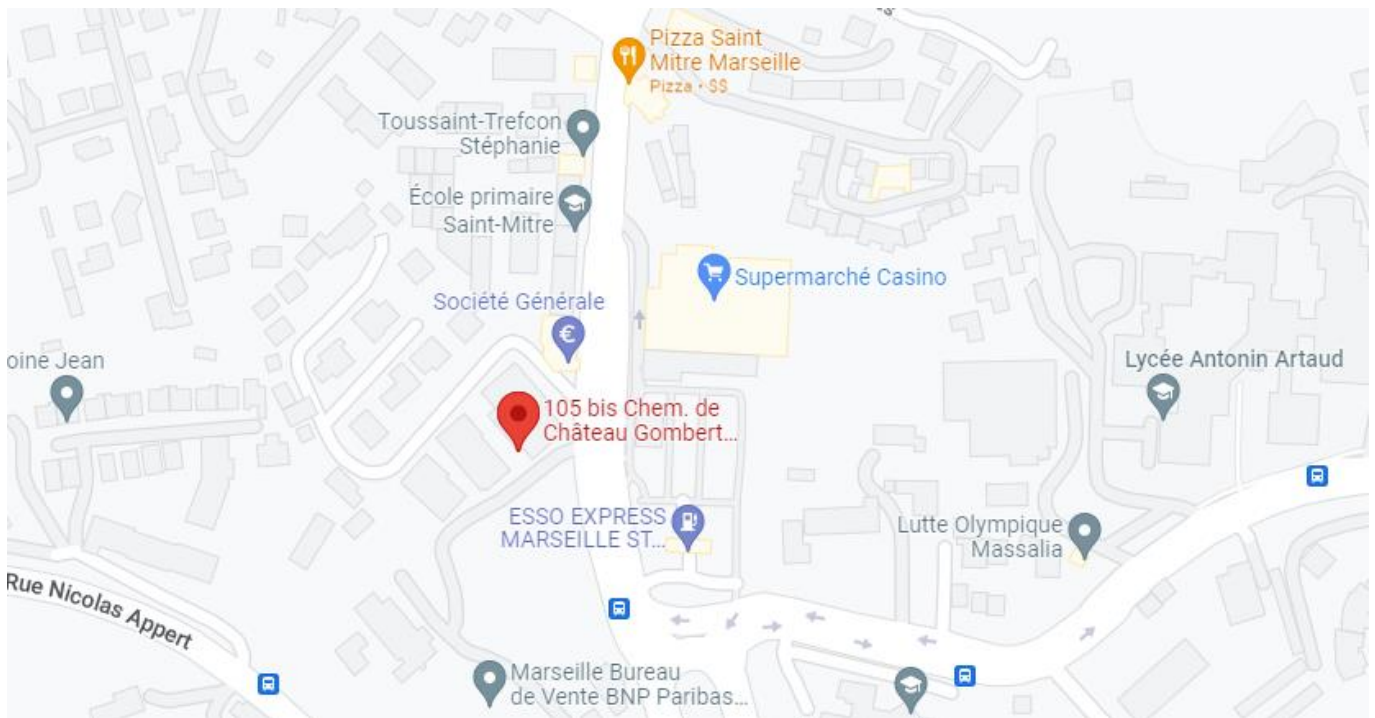 Pizza Saint
Mitre Marseille
Pizza • $$
Toussaint-Trefcon
Stéphanie
École primaire
Saint-Mitre
Supermarché Casino
Société Générale
oine Jean
Lycée Antonin Artaud
105 bis Chem. de
Château Gombert...
ESSO EXPRESS
MARSEILLE ST...
Lutte Olympique
Massalia
Rue Nicolas Appert
Marseille Bureau
de Vente BNP Paribas...